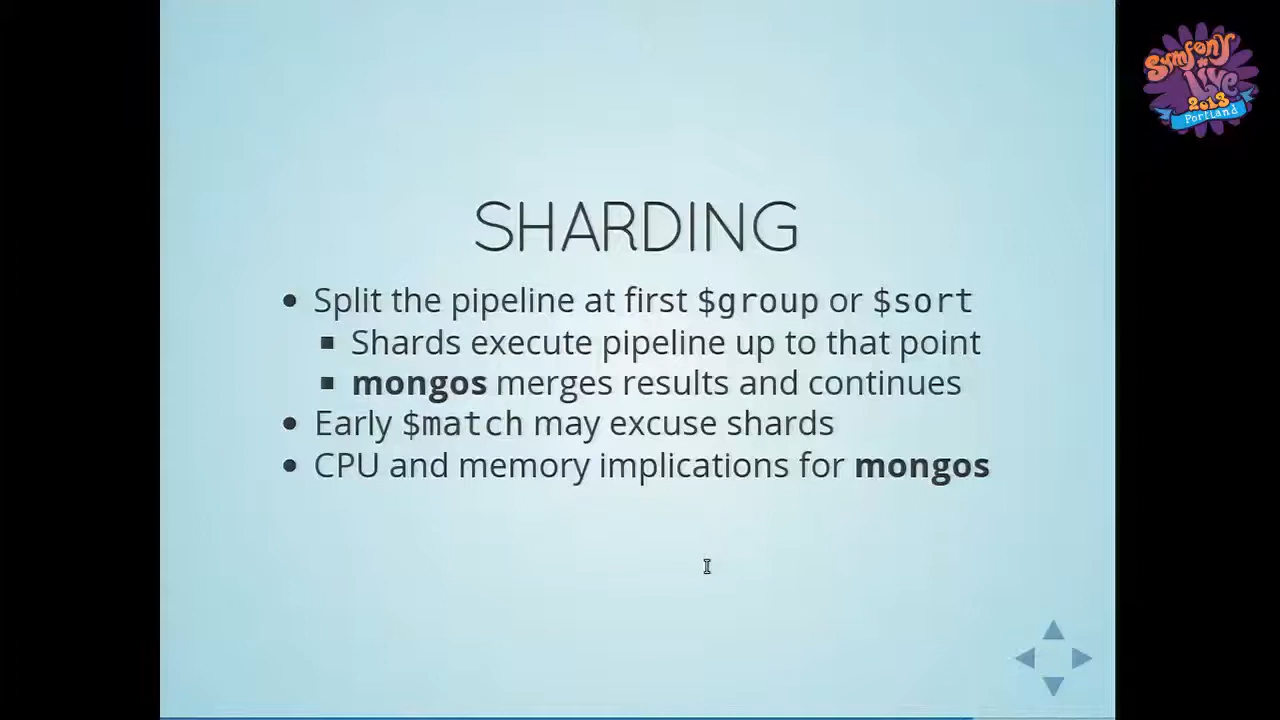 SHARDING
Split the pipeline at first $group or $sort
Shards execute pipeline up to that point
mongos merges results and continues
Early $match may excuse shards
CPU and memory implications for mongos
Symfony
Live
2013
Portland